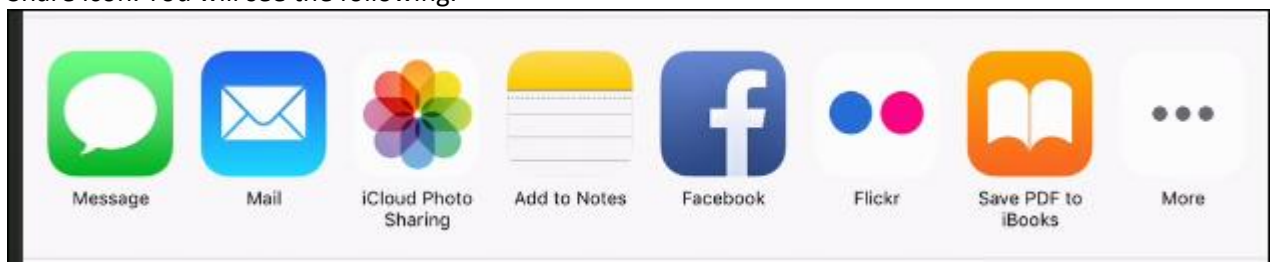 Share icon. You will see the following:
Message
Mail
iCloud Photo
Sharing
Add to Notes
Facebook
Flickr
Save PDF to
iBooks
More